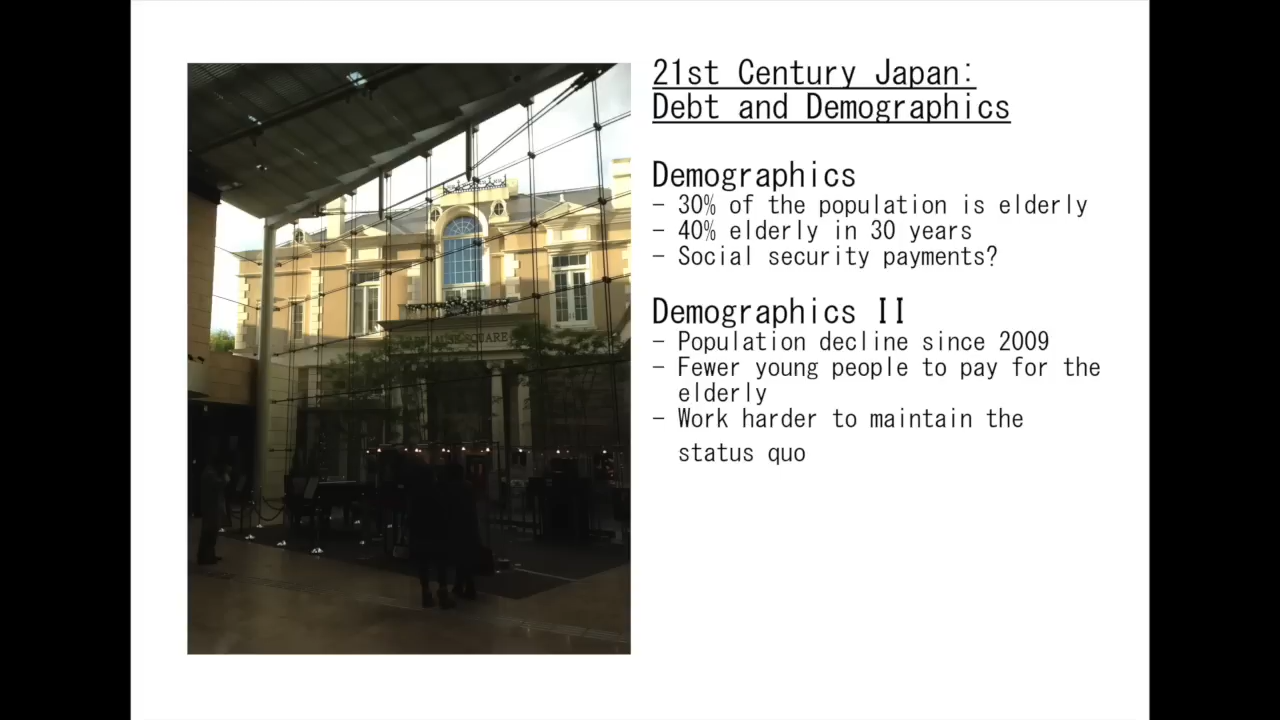 21st Century Japan:
Debt and Demographics
Demographics
- 30% of the population is elderly
- 40% elderly in 30 years
- Social security payments?
Demographics II
- Population decline since 2009
- Fewer young people to pay for the
elderly
- Work harder to maintain the
status quo
SQUARE